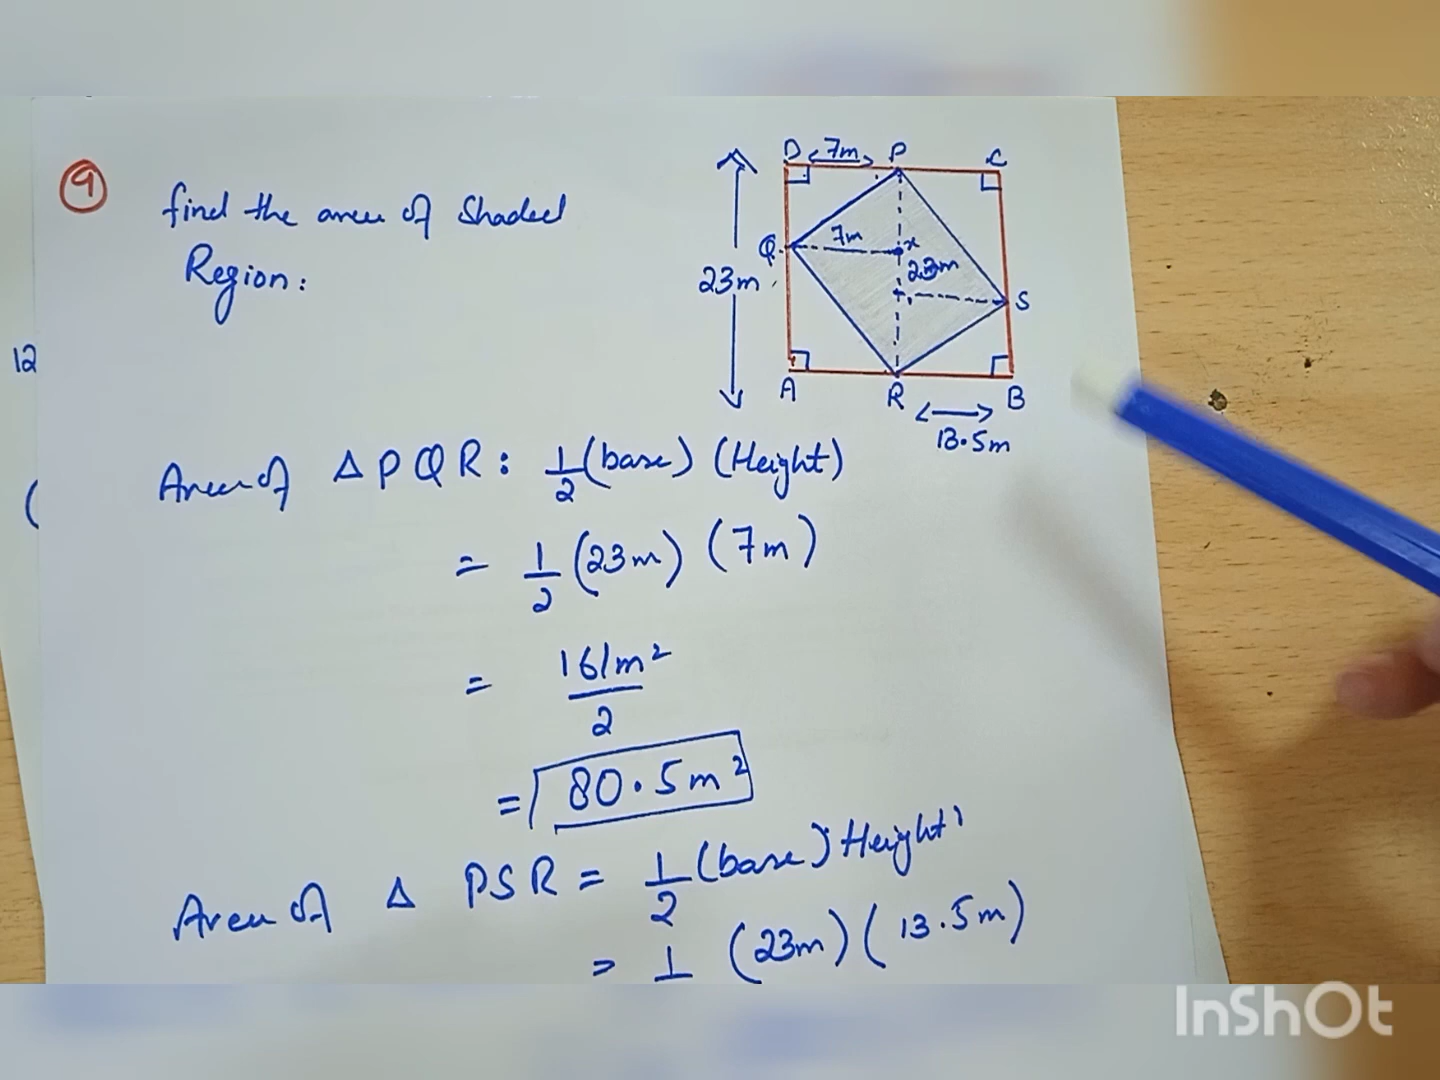 9
find the area of Shaded
Region:
D 7m P C
Q 7m x
23m
23m
S
A R B
13.5m
12
(
Area of Δ PQR: 1/2 (base) (Height)
= 1/2 (23m) (7m)
= 161m²/2
= 80.5m²
Area of Δ PSR = 1/2 (base) Height)
= 1 (23m) (13.5m)
InShOt